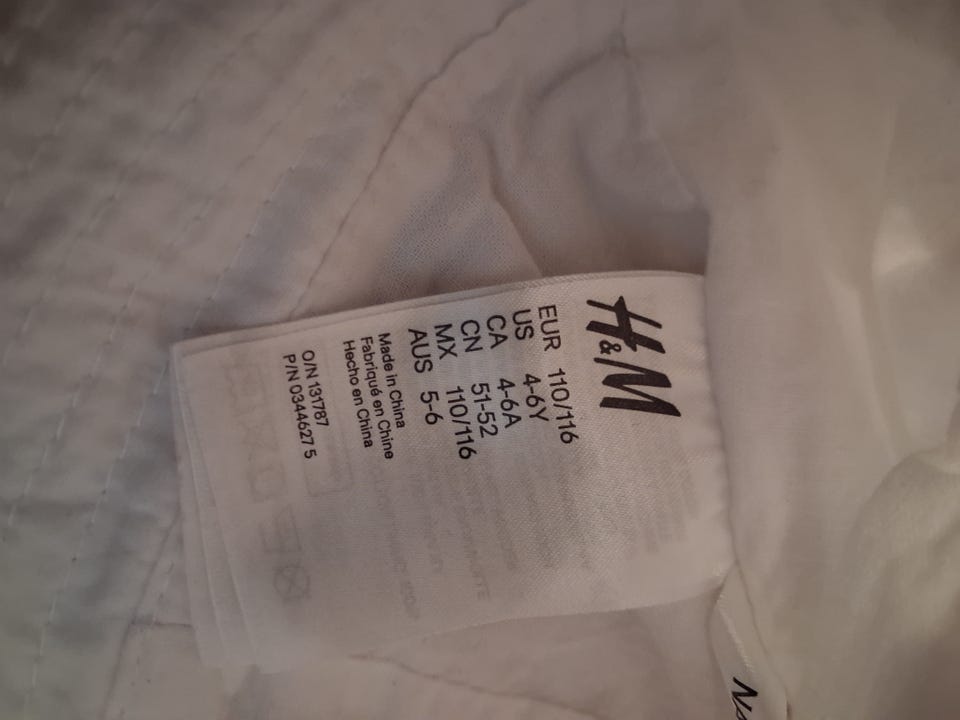 H&M
EUR 110/116
US 4-6Y
CA 4-6A
CN 51-52
MX 110/116
AUS 5-6
Made in China
Fabriqué en Chine
Hecho en China
O/N 131787
P/N 0344627 5